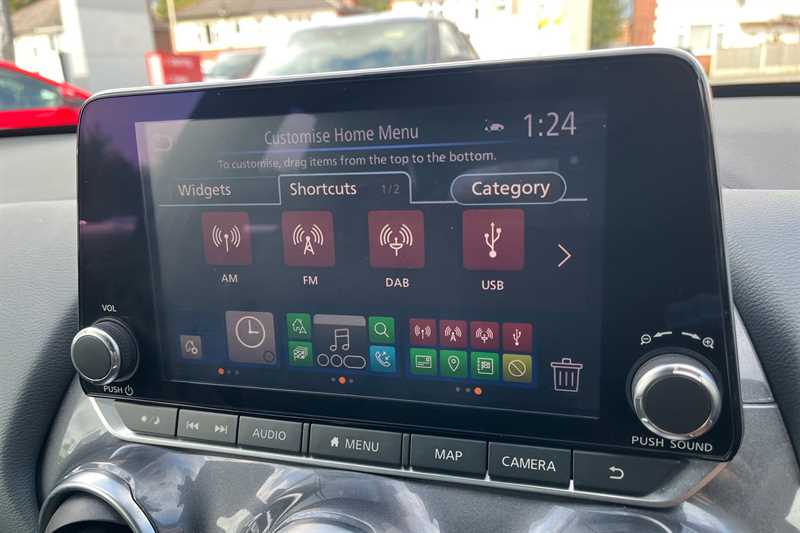 Customise Home Menu
1:24
To customise, drag items from the top to the bottom.
Widgets
Shortcuts 1/2
Category
AM
FM
DAB
USB
VOL
PUSH
PUSH SOUND
AUDIO
MENU
MAP
CAMERA